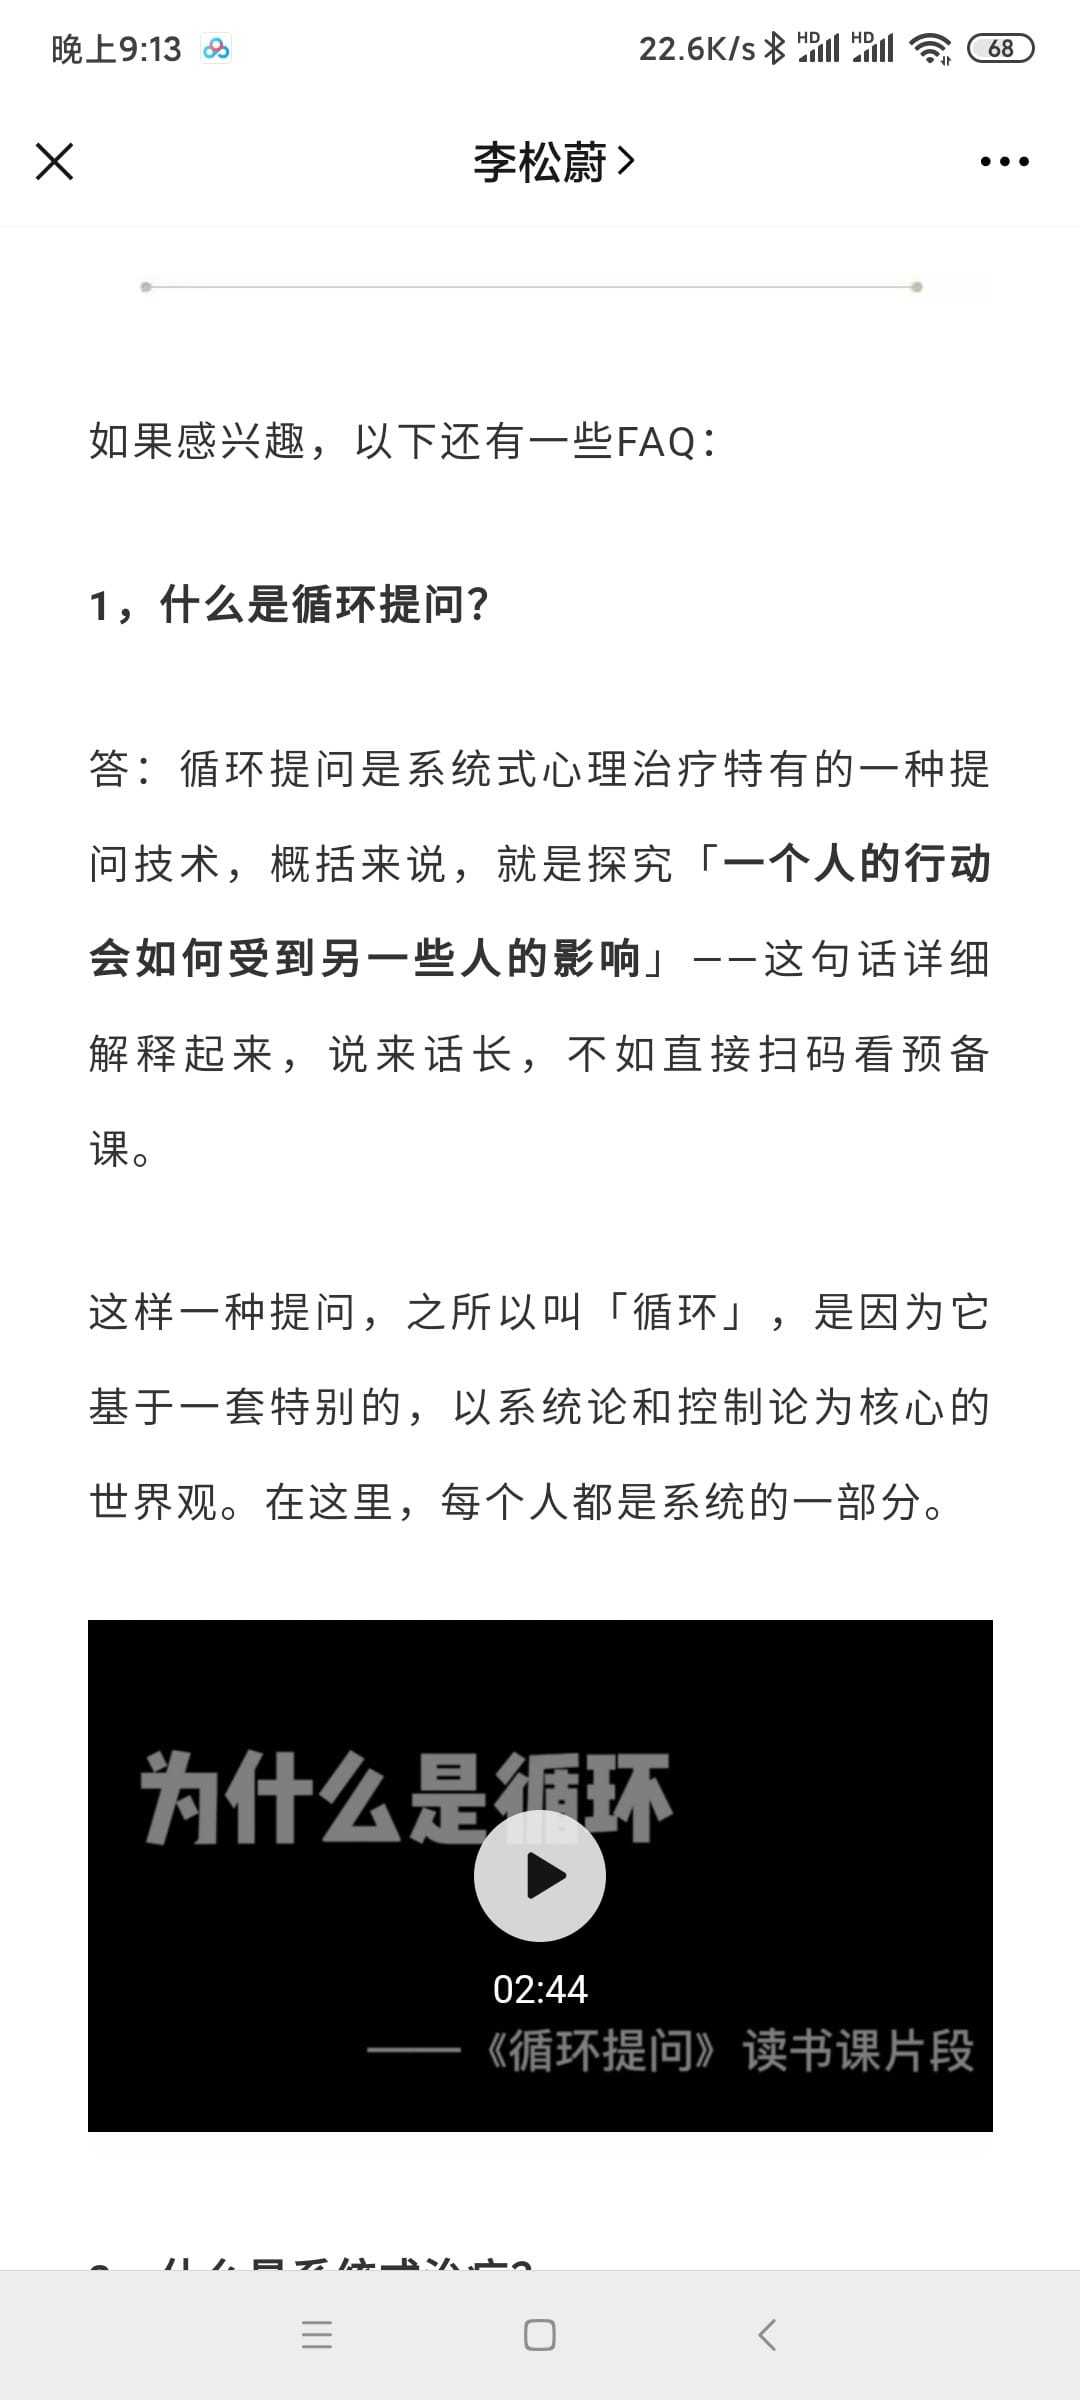 晚上9:13 22.6K/s HD HD 68
李松蔚
如果感兴趣，以下还有一些FAQ：
1，什么是循环提问？
答：循环提问是系统式心理治疗特有的一种提
问技术，概括来说，就是探究「一个人的行动
会如何受到另一些人的影响」——这句话详细
解释起来，说来话长，不如直接扫码看预备
课。
这样一种提问，之所以叫「循环」，是因为它
基于一套特别的，以系统论和控制论为核心的
世界观。在这里，每个人都是系统的一部分。
为什么是循环
02:44
——《循环提问》读书课片段
2，什么是系统式治疗？